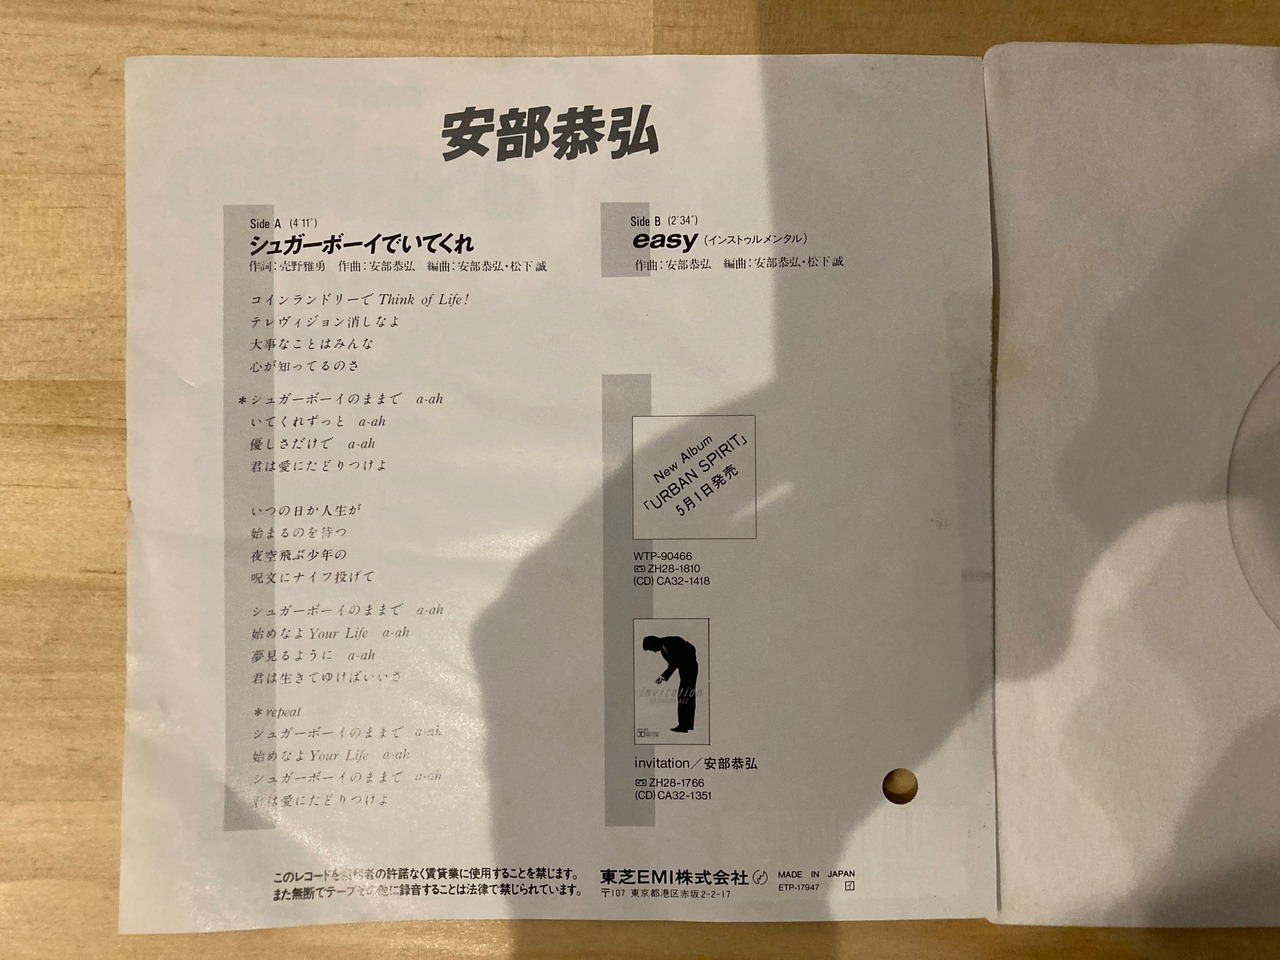 安部恭弘
Side A (4'11")
シュガーボーイでいてくれ
作詞:売野雅勇 作曲:安部恭弘 編曲:安部恭弘・松下 誠
コインランドリーで Think of Life!
テレヴィジョン消しなよ
大事なことはみんな
心が知ってるのさ
*シュガーボーイのままで a-ah
いてくれずっと a-ah
優しさだけで a-ah
君は愛にたどりつけよ
いつの日か人生が
始まるのを待つ
夜空飛ぶ少年の
呪文にナイフ投げて
シュガーボーイのままで a-ah
始めなよ Your Life a-ah
夢見るように a-ah
君は生きてゆけばいいさ
*repeat
シュガーボーイのままで a-ah
始めなよ Your Life a-ah
シュガーボーイのままで a-ah
君は愛にたどりつけよ
Side B (2'34")
easy (インストゥルメンタル)
作曲:安部恭弘 編曲:安部恭弘・松下 誠
New Album
「URBAN SPIRIT」
5月1日発売
WTP-90466
ZH28-1810
(CD) CA32-1418
invitation
invitation/安部恭弘
ZH28-1766
(CD) CA32-1351
このレコードを権利者の許諾なく賃貸業に使用することを禁じます。
また無断でテープその他に録音することは法律で禁じられています。
東芝EMI株式会社
〒107 東京都港区赤坂2-2-17
MADE IN JAPAN
ETP-17947